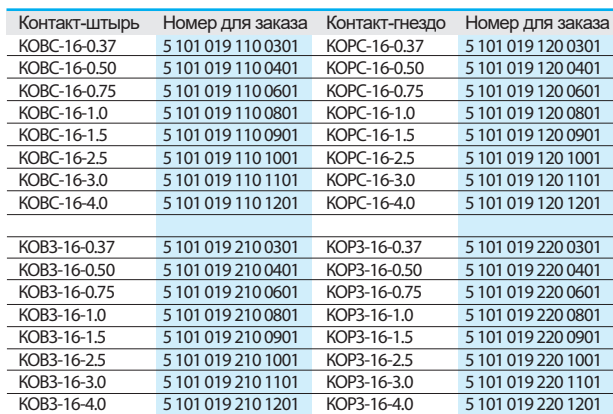 Контакт-штырь Номер для заказа Контакт-гнездо Номер для заказа
КОВС-16-0.37 5 101 019 110 0301 КОРС-16-0.37 5 101 019 120 0301
КОВС-16-0.50 5 101 019 110 0401 КОРС-16-0.50 5 101 019 120 0401
КОВС-16-0.75 5 101 019 110 0601 КОРС-16-0.75 5 101 019 120 0601
КОВС-16-1.0 5 101 019 110 0801 КОРС-16-1.0 5 101 019 120 0801
КОВС-16-1.5 5 101 019 110 0901 КОРС-16-1.5 5 101 019 120 0901
КОВС-16-2.5 5 101 019 110 1001 КОРС-16-2.5 5 101 019 120 1001
КОВС-16-3.0 5 101 019 110 1101 КОРС-16-3.0 5 101 019 120 1101
КОВС-16-4.0 5 101 019 110 1201 КОРС-16-4.0 5 101 019 120 1201
КОВЗ-16-0.37 5 101 019 210 0301 КОРЗ-16-0.37 5 101 019 220 0301
КОВЗ-16-0.50 5 101 019 210 0401 КОРЗ-16-0.50 5 101 019 220 0401
КОВЗ-16-0.75 5 101 019 210 0601 КОРЗ-16-0.75 5 101 019 220 0601
КОВЗ-16-1.0 5 101 019 210 0801 КОРЗ-16-1.0 5 101 019 220 0801
КОВЗ-16-1.5 5 101 019 210 0901 КОРЗ-16-1.5 5 101 019 220 0901
КОВЗ-16-2.5 5 101 019 210 1001 КОРЗ-16-2.5 5 101 019 220 1001
КОВЗ-16-3.0 5 101 019 210 1101 КОРЗ-16-3.0 5 101 019 220 1101
КОВЗ-16-4.0 5 101 019 210 1201 КОРЗ-16-4.0 5 101 019 220 1201